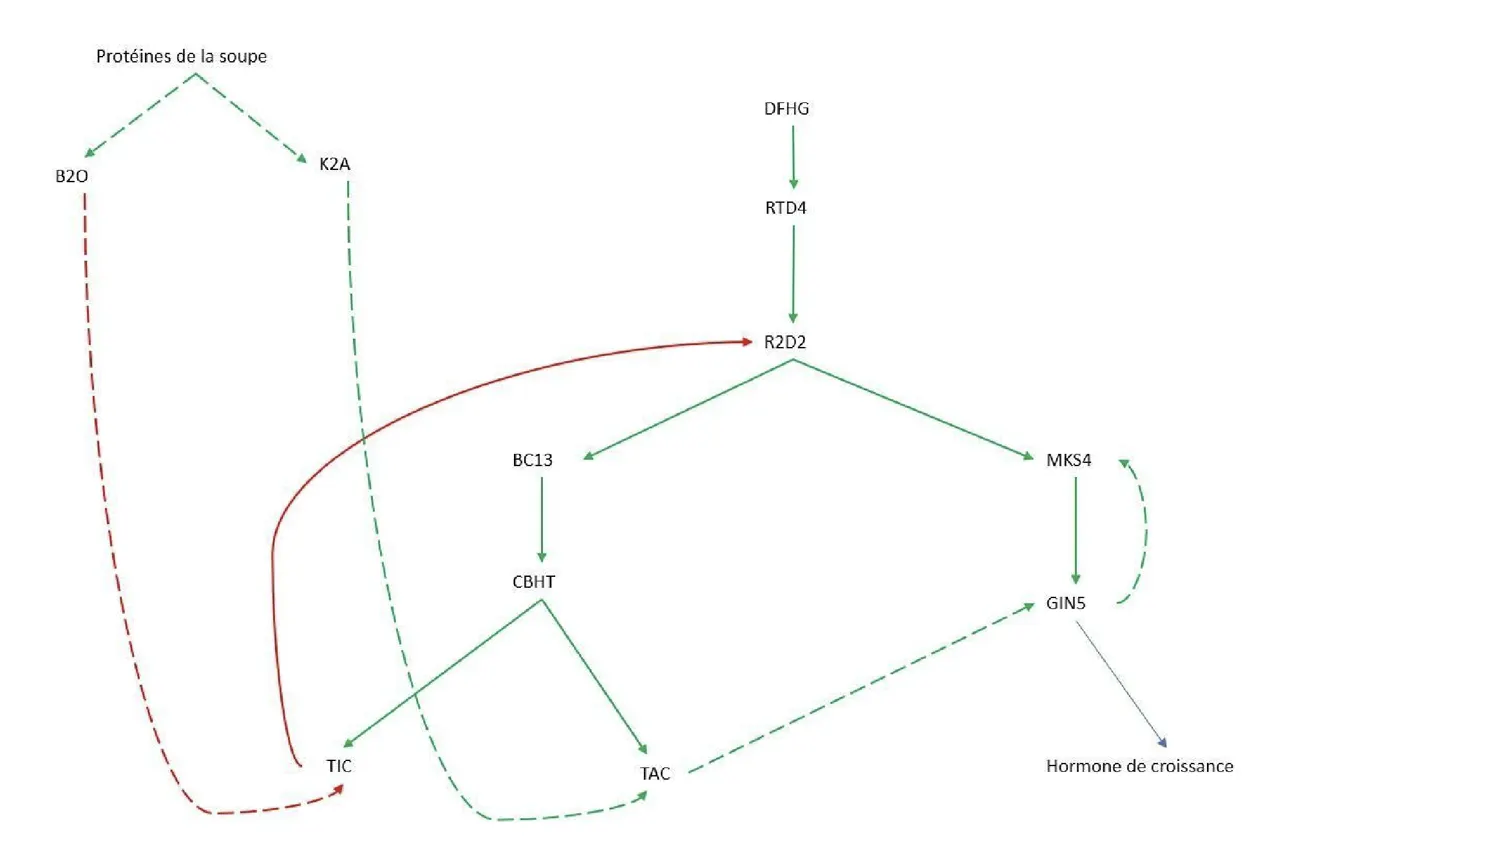 Protéines de la soupe
DFHG
B2O
K2A
RTD4
R2D2
BC13
MKS4
CBHT
GIN5
TIC
TAC
Hormone de croissance